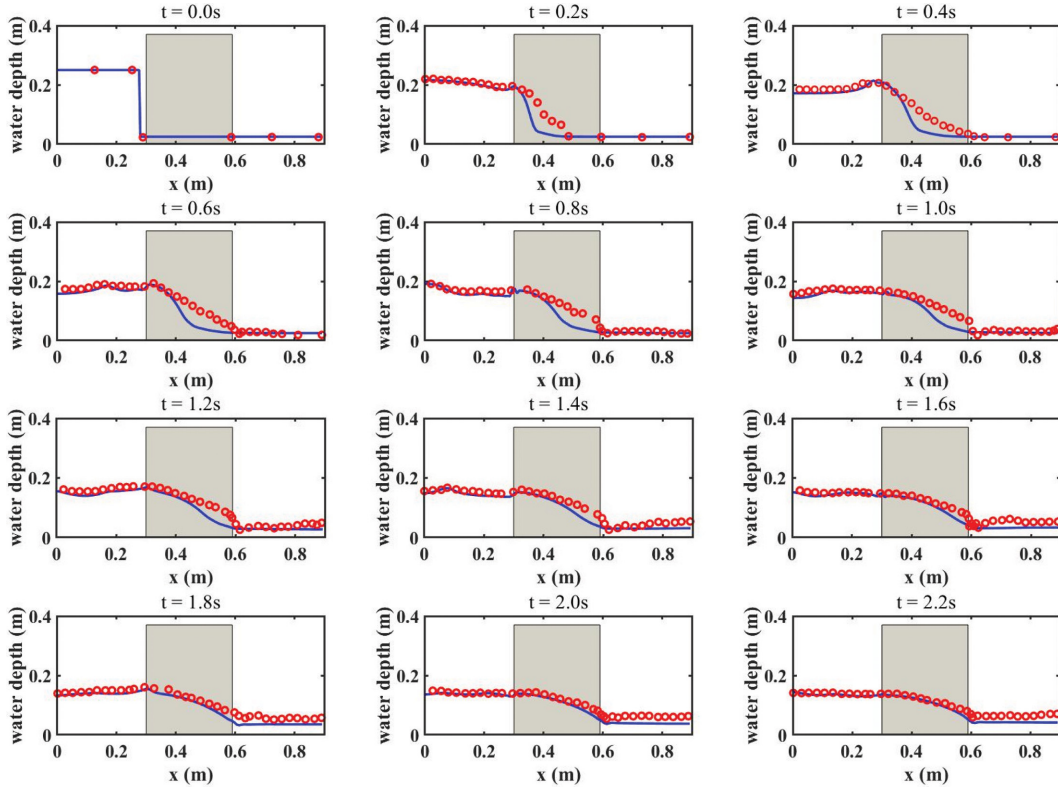 t = 0.0s
water depth (m)
0.4
0.2
0
0 0.2 0.4 0.6 0.8
x (m)
t = 0.2s
water depth (m)
0.4
0.2
0
0 0.2 0.4 0.6 0.8
x (m)
t = 0.4s
water depth (m)
0.4
0.2
0
0 0.2 0.4 0.6 0.8
x (m)
t = 0.6s
water depth (m)
0.4
0.2
0
0 0.2 0.4 0.6 0.8
x (m)
t = 0.8s
water depth (m)
0.4
0.2
0
0 0.2 0.4 0.6 0.8
x (m)
t = 1.0s
water depth (m)
0.4
0.2
0
0 0.2 0.4 0.6 0.8
x (m)
t = 1.2s
water depth (m)
0.4
0.2
0
0 0.2 0.4 0.6 0.8
x (m)
t = 1.4s
water depth (m)
0.4
0.2
0
0 0.2 0.4 0.6 0.8
x (m)
t = 1.6s
water depth (m)
0.4
0.2
0
0 0.2 0.4 0.6 0.8
x (m)
t = 1.8s
water depth (m)
0.4
0.2
0
0 0.2 0.4 0.6 0.8
x (m)
t = 2.0s
water depth (m)
0.4
0.2
0
0 0.2 0.4 0.6 0.8
x (m)
t = 2.2s
water depth (m)
0.4
0.2
0
0 0.2 0.4 0.6 0.8
x (m)